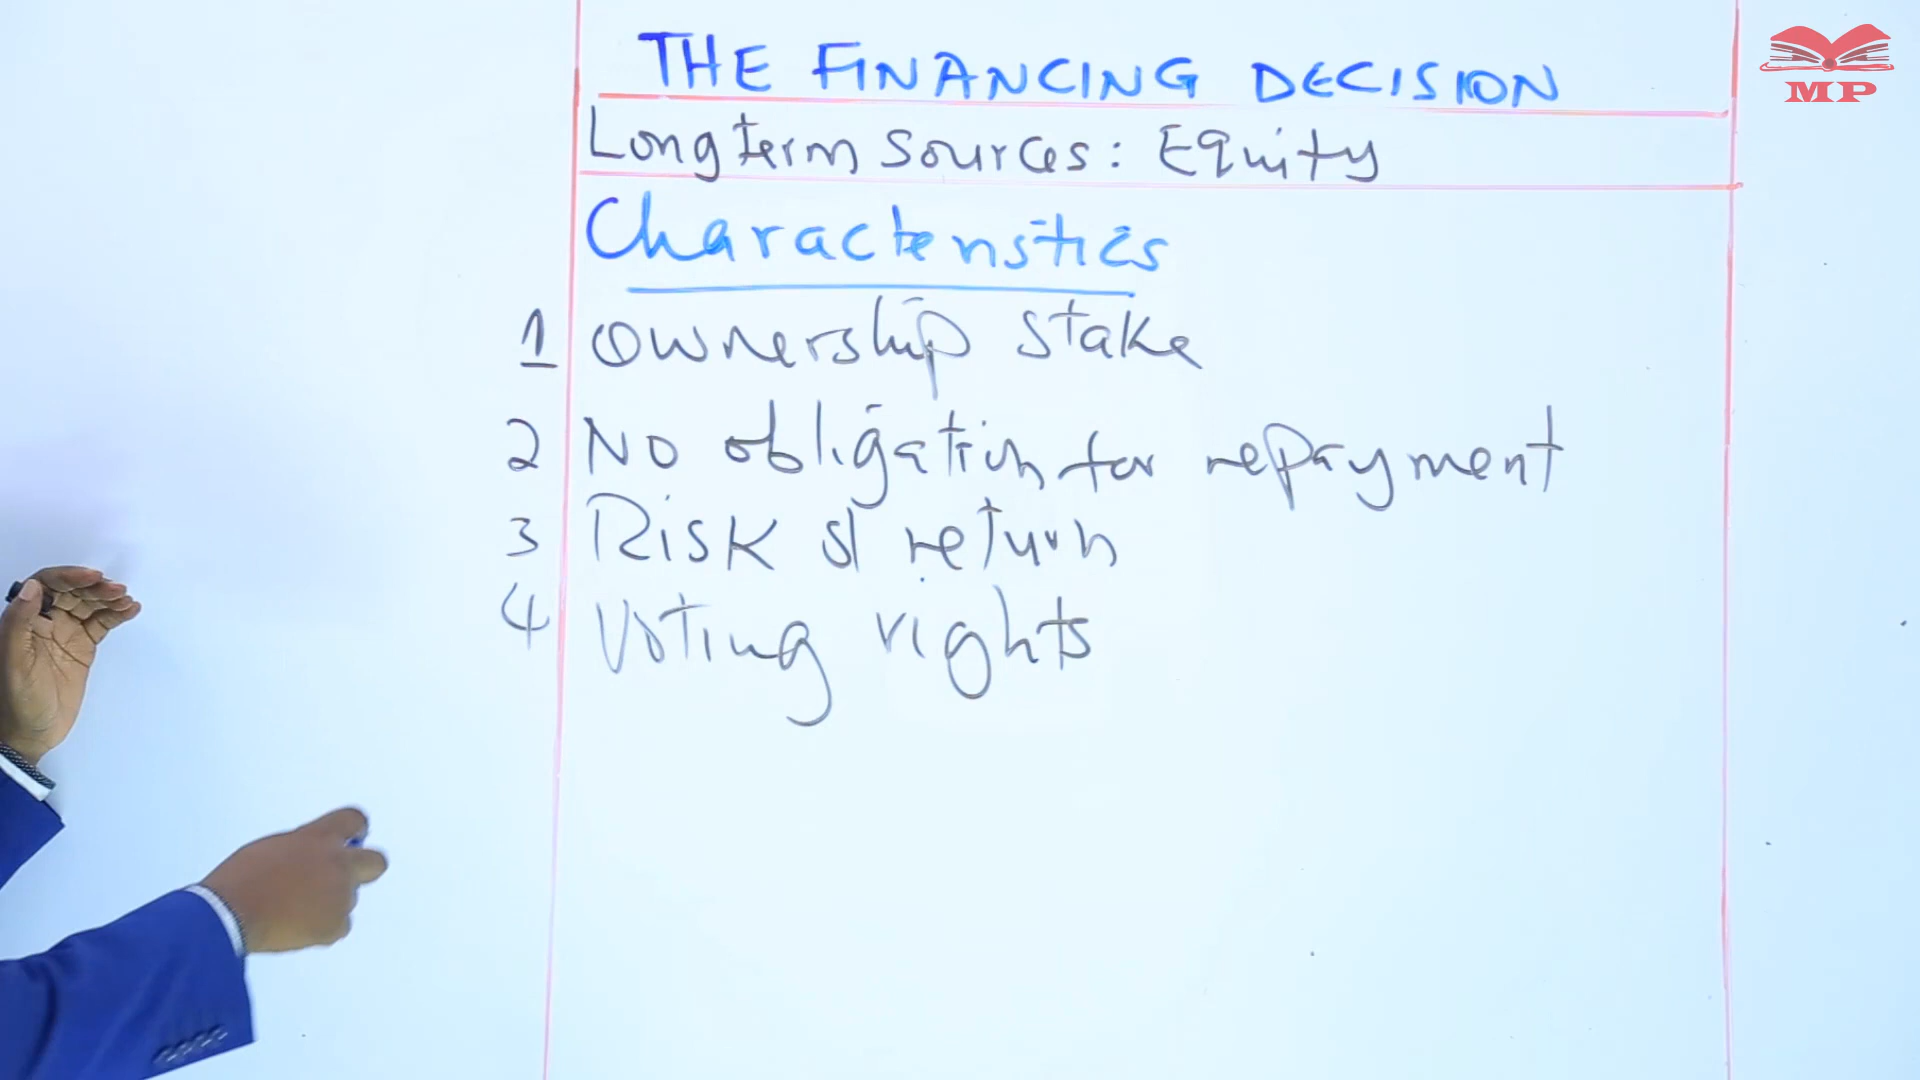 THE FINANCING DECISION
MP
Long term sources: Equity
Characteristics
1 Ownership stake
2 No obligation for repayment
3 Risk & return
4 Voting rights